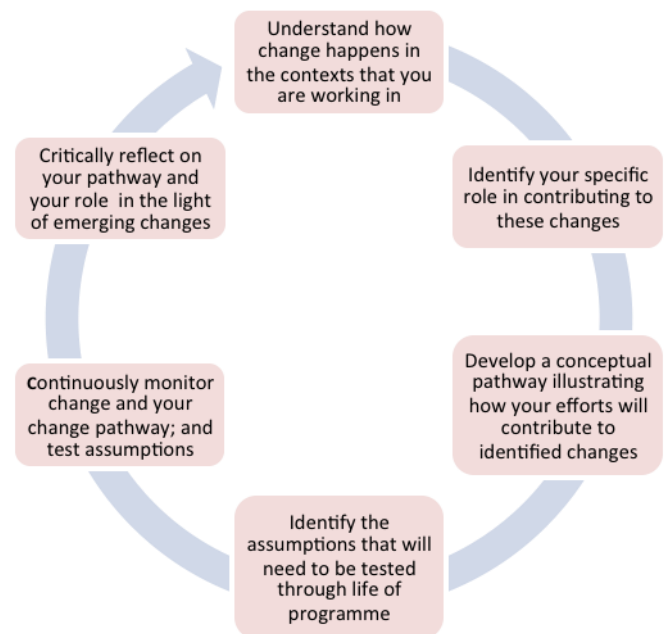 Understand how
change happens in
the contexts that you
are working in
Identify your specific
role in contributing to
these changes
Develop a conceptual
pathway illustrating
how your efforts will
contribute to
identified changes
Identify the
assumptions that will
need to be tested
through life of
programme
Continuously monitor
change and your
change pathway; and
test assumptions
Critically reflect on
your pathway and
your role in the light
of emerging changes